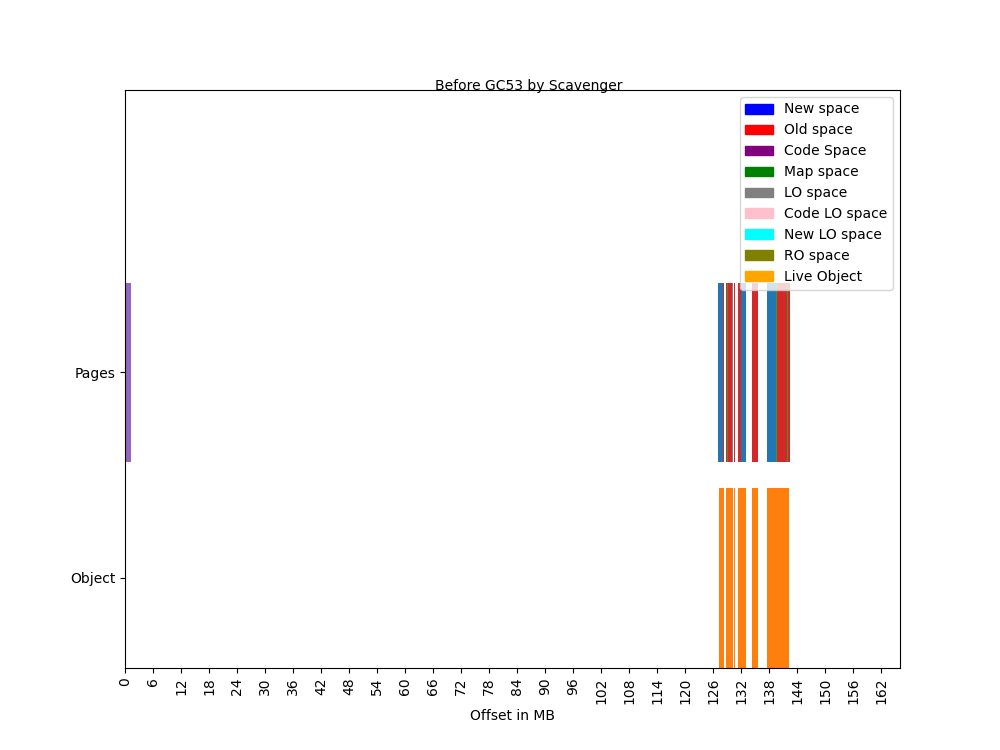 Before GC53 by Scavenger
New space
Old space
Code Space
Map space
LO space
Code LO space
New LO space
RO space
Live Object
Pages
Object
0 6 12 18 24 30 36 42 48 54 60 66 72 78 84 90 96 102 108 114 120 126 132 138 144 150 156 162
Offset in MB